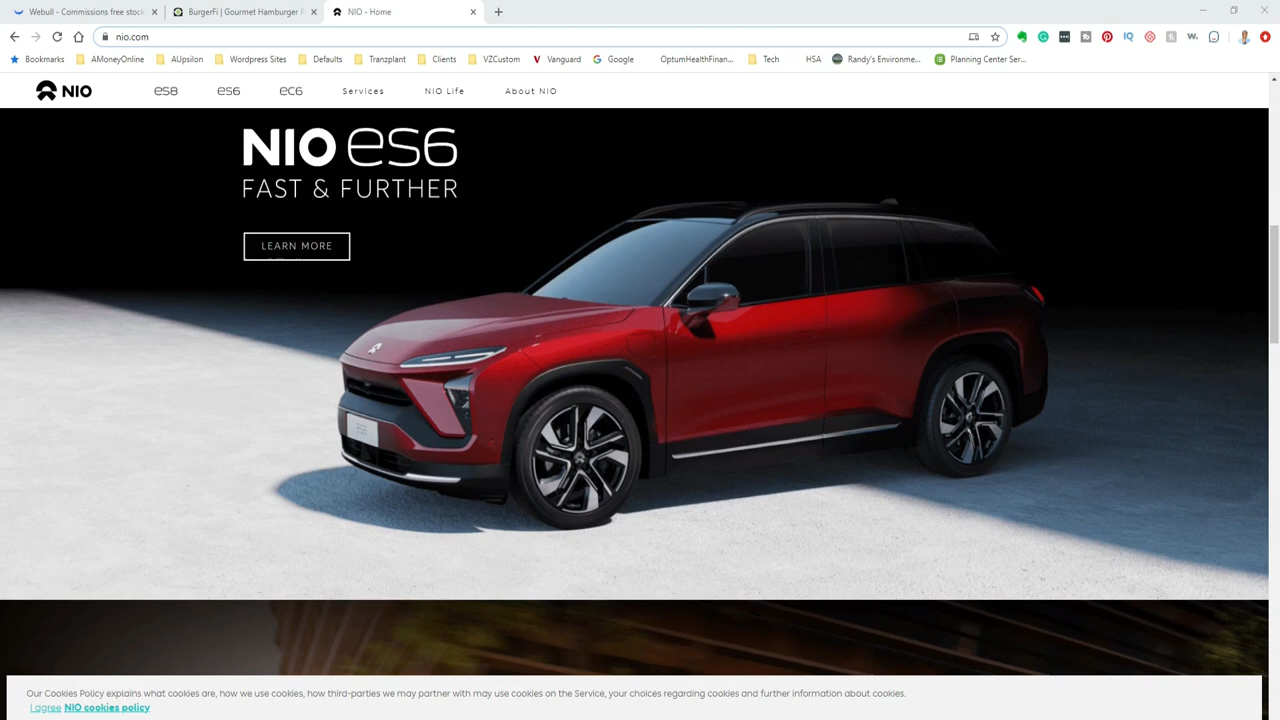 Webull - Commissions free stock
BurgerFi | Gourmet Hamburger R
NIO - Home
nio.com
Bookmarks AMoneyOnline AUpsilon Wordpress Sites Defaults Tranzplant Clients VZCustom Vanguard Google OptumHealthFinan... Tech HSA Randy's Environme... Planning Center Ser...
NIO es8 es6 ec6 Services NIO Life About NIO
NIO es6
FAST & FURTHER
LEARN MORE
es6
Our Cookies Policy explains what cookies are, how we use cookies, how third-parties we may partner with may use cookies on the Service, your choices regarding cookies and further information about cookies.
I agree NIO cookies policy